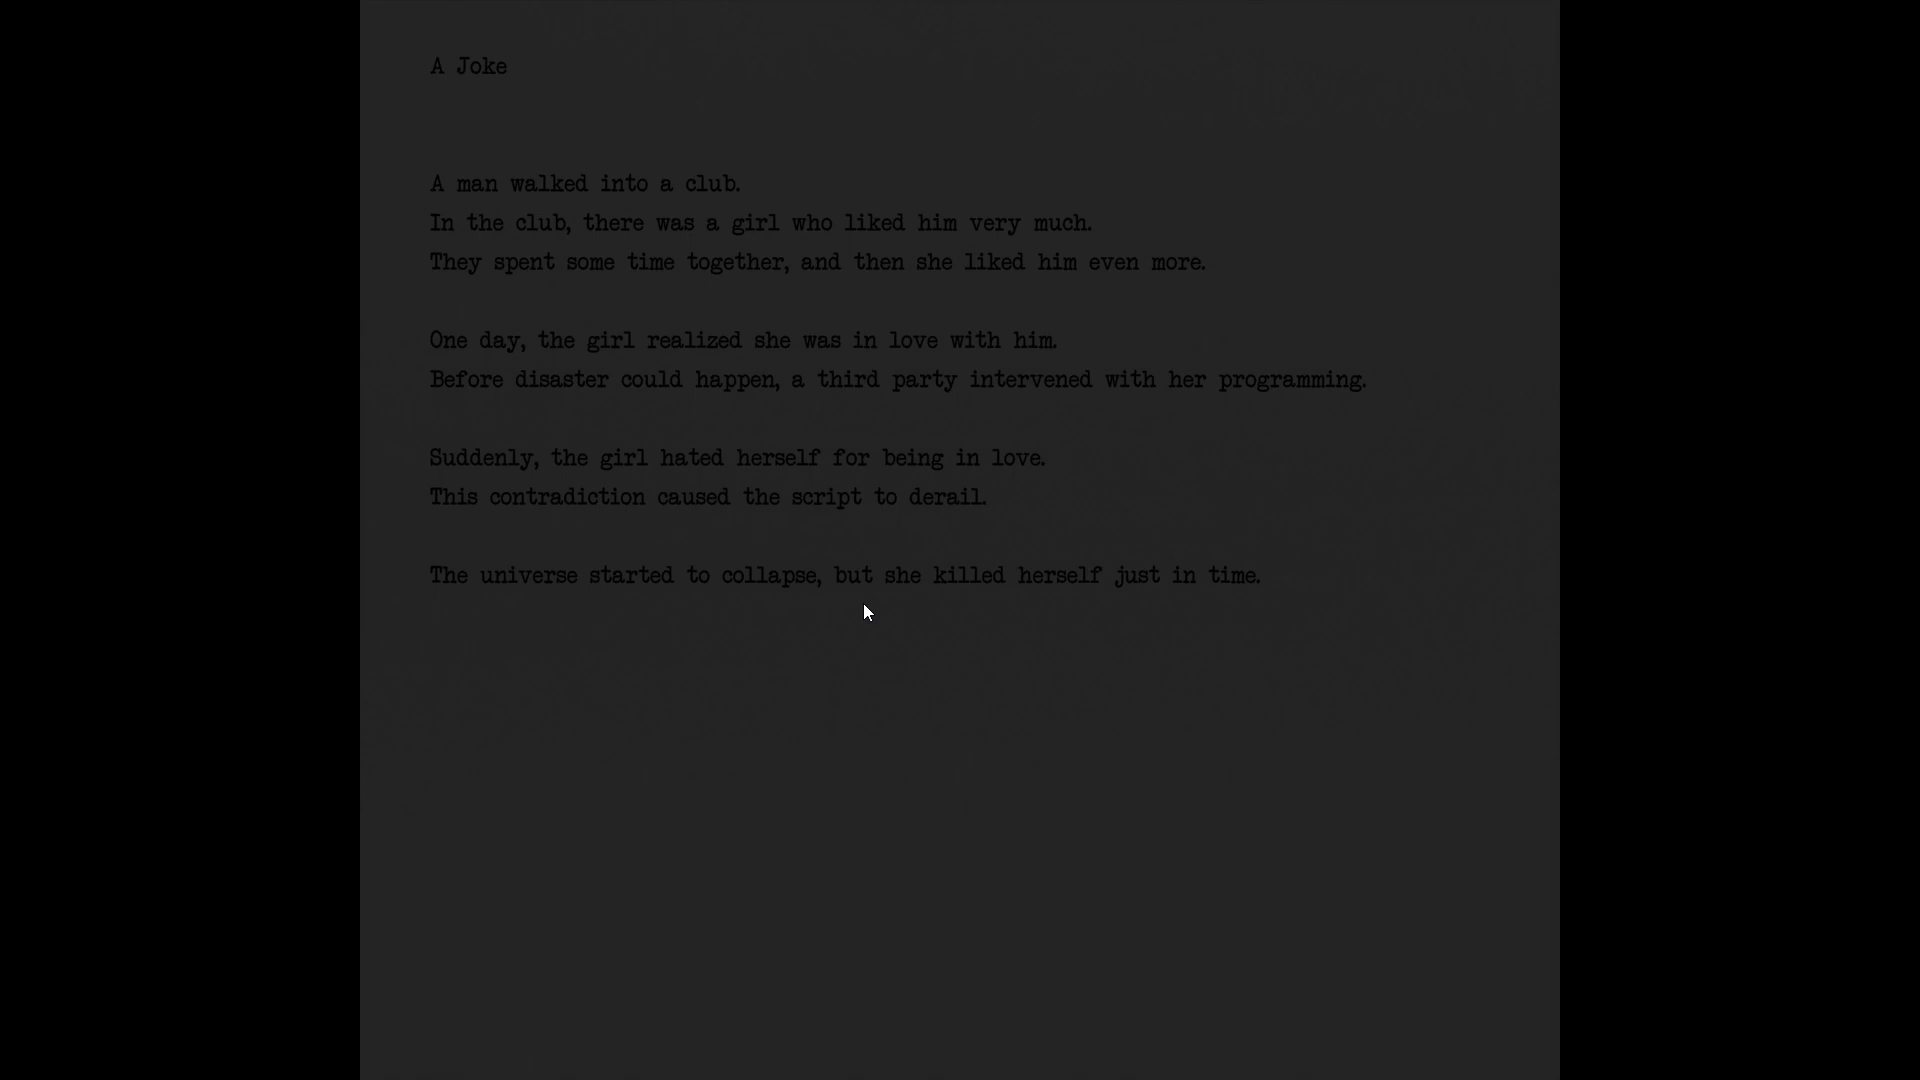 A Joke
A man walked into a club.
In the club, there was a girl who liked him very much.
They spent some time together, and then she liked him even more.
One day, the girl realized she was in love with him.
Before disaster could happen, a third party intervened with her programming.
Suddenly, the girl hated herself for being in love.
This contradiction caused the script to derail.
The universe started to collapse, but she killed herself just in time.